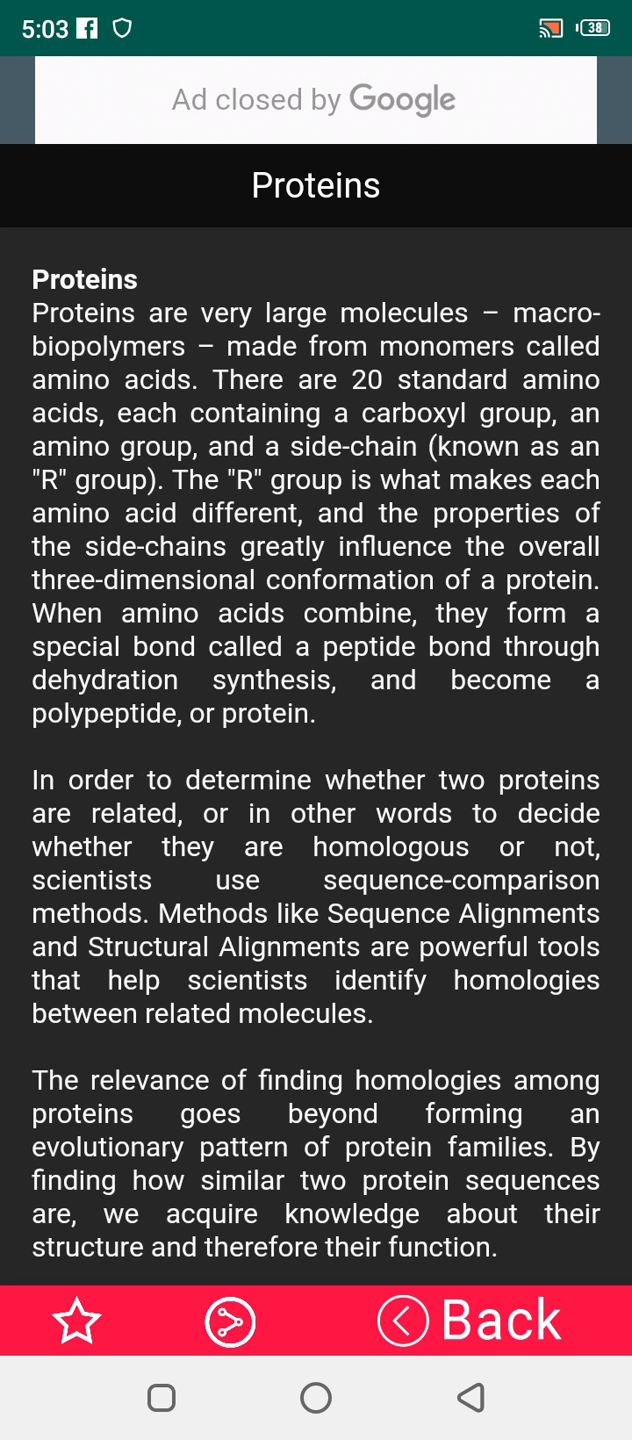 5:03
38
Ad closed by Google
Proteins
Proteins
Proteins are very large molecules – macro-
biopolymers – made from monomers called
amino acids. There are 20 standard amino
acids, each containing a carboxyl group, an
amino group, and a side-chain (known as an
"R" group). The "R" group is what makes each
amino acid different, and the properties of
the side-chains greatly influence the overall
three-dimensional conformation of a protein.
When amino acids combine, they form a
special bond called a peptide bond through
dehydration synthesis, and become a
polypeptide, or protein.
In order to determine whether two proteins
are related, or in other words to decide
whether they are homologous or not,
scientists use sequence-comparison
methods. Methods like Sequence Alignments
and Structural Alignments are powerful tools
that help scientists identify homologies
between related molecules.
The relevance of finding homologies among
proteins goes beyond forming an
evolutionary pattern of protein families. By
finding how similar two protein sequences
are, we acquire knowledge about their
structure and therefore their function.
Back